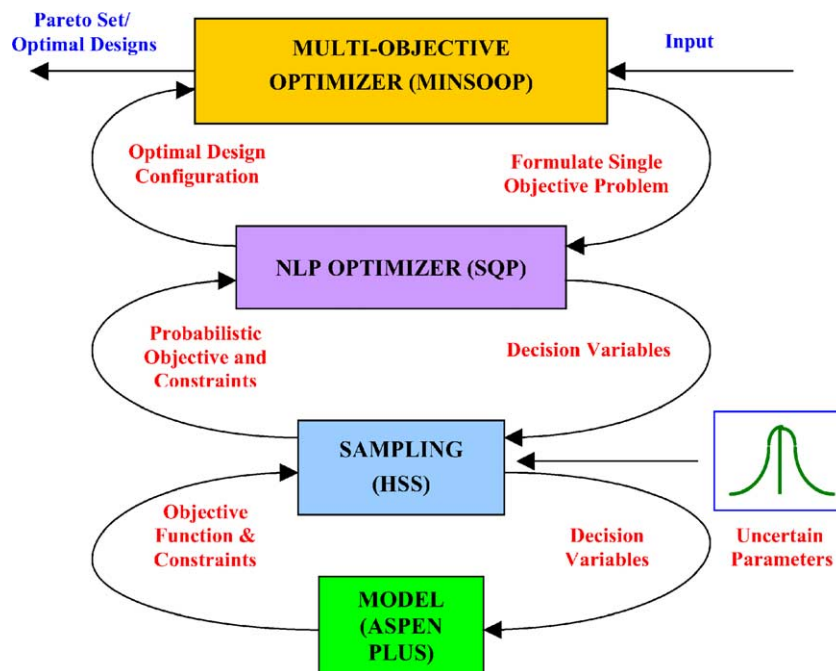 Pareto Set/
Optimal Designs
MULTI-OBJECTIVE
OPTIMIZER (MINSOOP)
Input
Optimal Design
Configuration
Formulate Single
Objective Problem
NLP OPTIMIZER (SQP)
Probabilistic
Objective and
Constraints
Decision Variables
SAMPLING
(HSS)
Objective
Function &
Constraints
Decision
Variables
Uncertain
Parameters
MODEL
(ASPEN
PLUS)